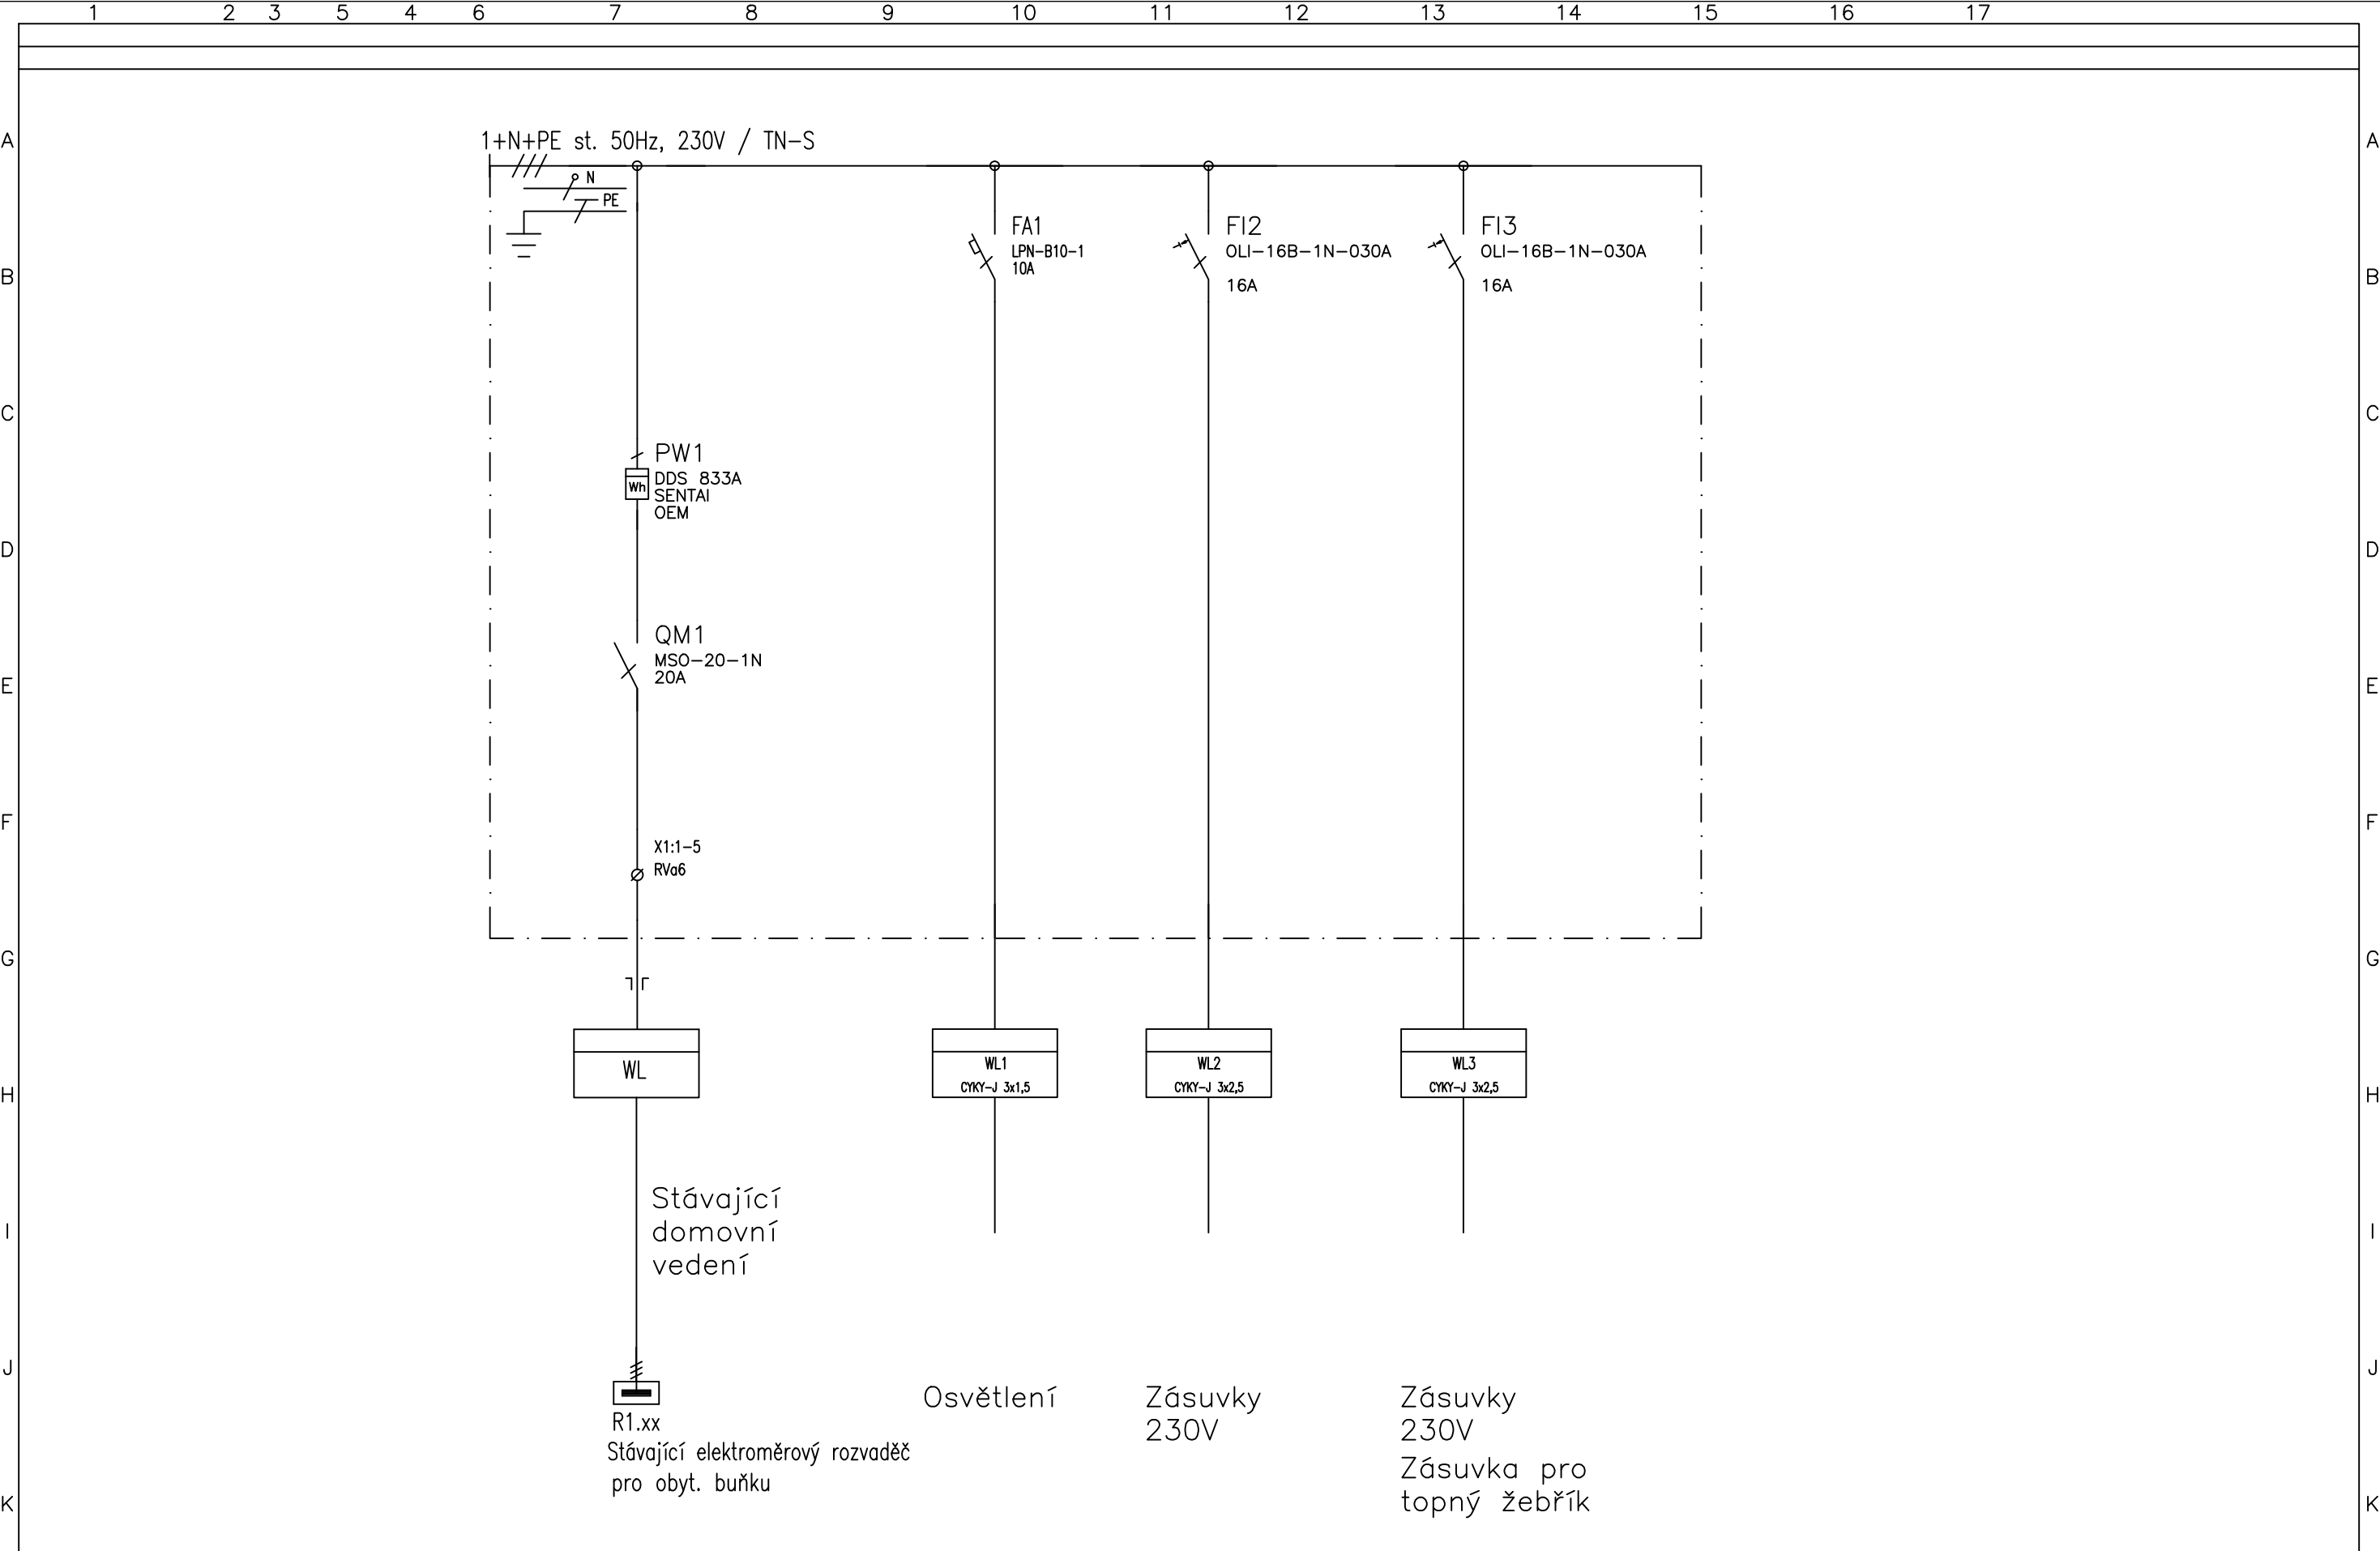 1 2 3 5 4 6 7 8 9 10 11 12 13 14 15 16 17
A A
1+N+PE st. 50Hz, 230V / TN-S
N
PE
FA1
LPN-B10-1
10A
FI2
OLI-16B-1N-030A
16A
FI3
OLI-16B-1N-030A
16A
B B
C C
PW1
Wh
DDS 833A
SENTAI
OEM
D D
QM1
MSO-20-1N
20A
E E
F F
X1:1-5
RVa6
G G
WL
WL1
CYKY-J 3x1,5
WL2
CYKY-J 3x2,5
WL3
CYKY-J 3x2,5
H H
Stávající
domovní
vedení
I I
J J
R1.xx
Stávající elektroměrový rozvaděč
pro obyt. buňku
Osvětlení
Zásuvky
230V
Zásuvky
230V
Zásuvka pro
topný žebřík
K K